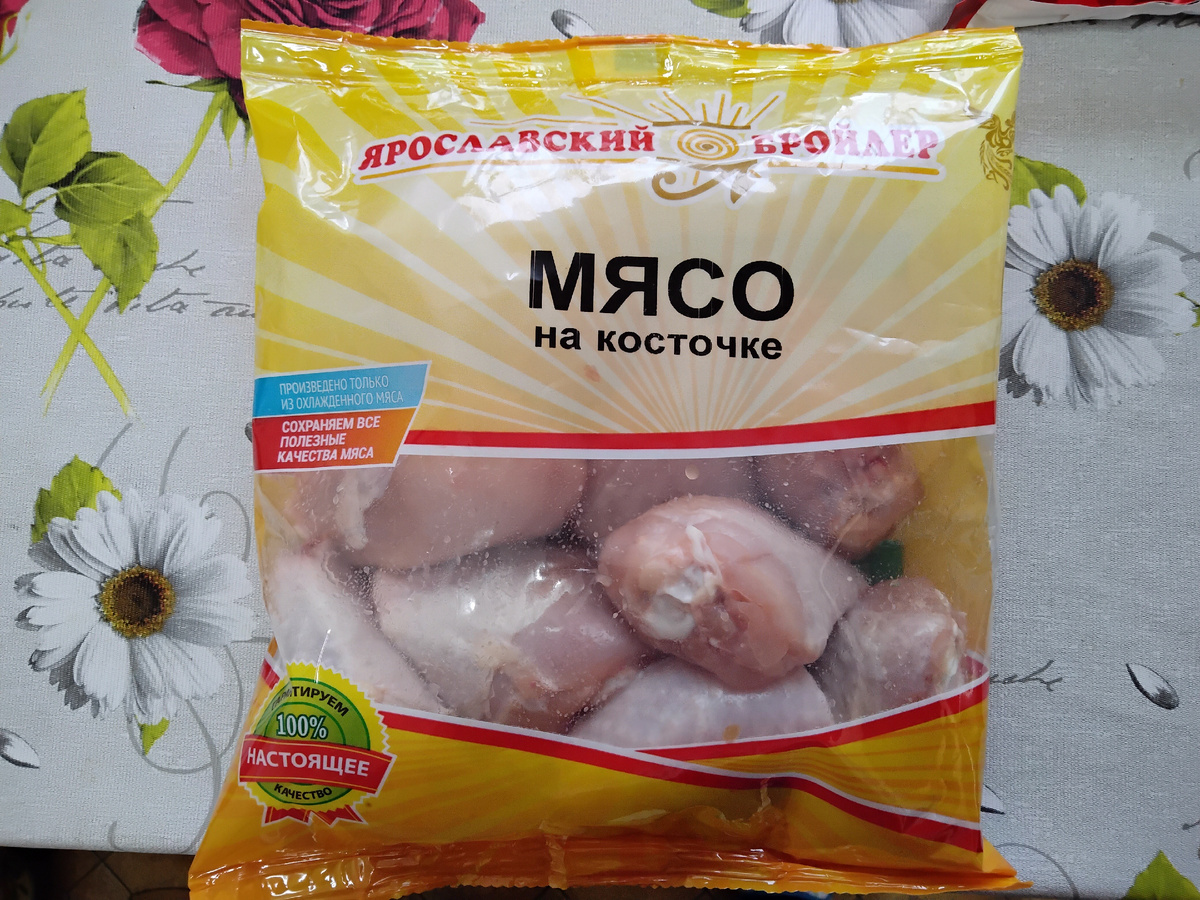 ЯРОСЛАВСКИЙ БРОЙЛЕР
МЯСО
на косточке
ПРОИЗВЕДЕНО ТОЛЬКО
ИЗ ОХЛАЖДЕННОГО МЯСА
СОХРАНЯЕМ ВСЕ
ПОЛЕЗНЫЕ
КАЧЕСТВА МЯСА
100%
НАСТОЯЩЕЕ
КАЧЕСТВО